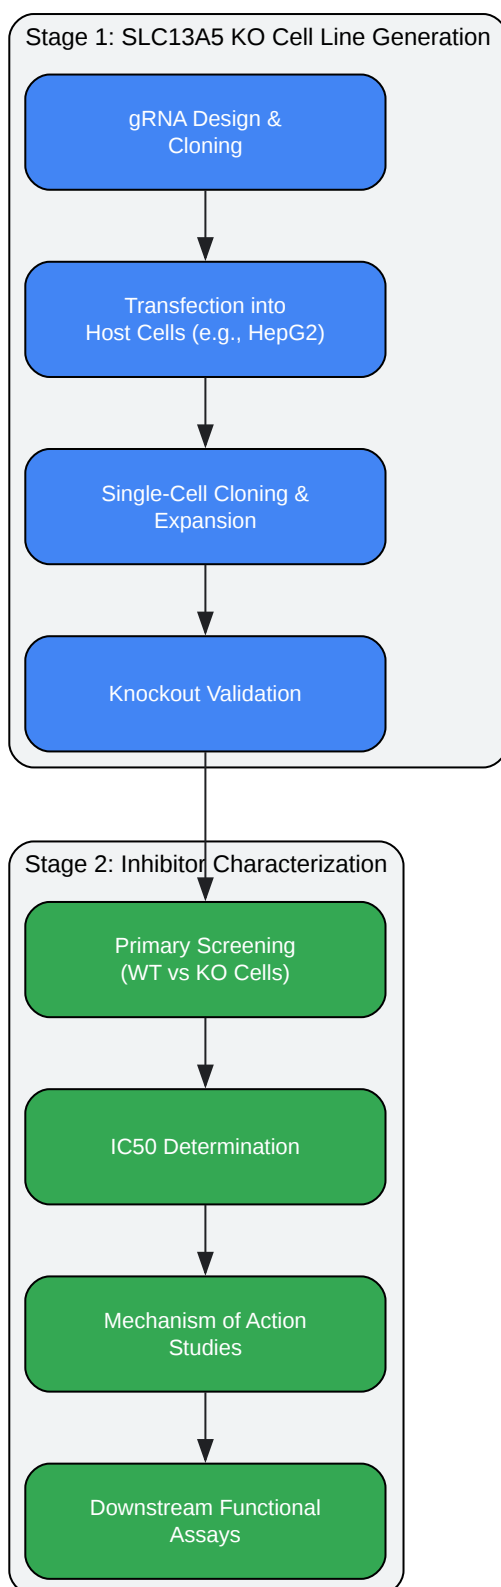 Stage 1: SLC13A5 KO Cell Line Generation
gRNA Design &
Cloning
Transfection into
Host Cells (e.g., HepG2)
Single-Cell Cloning &
Expansion
Knockout Validation
Stage 2: Inhibitor Characterization
Primary Screening
(WT vs KO Cells)
IC50 Determination
Mechanism of Action
Studies
Downstream Functional
Assays